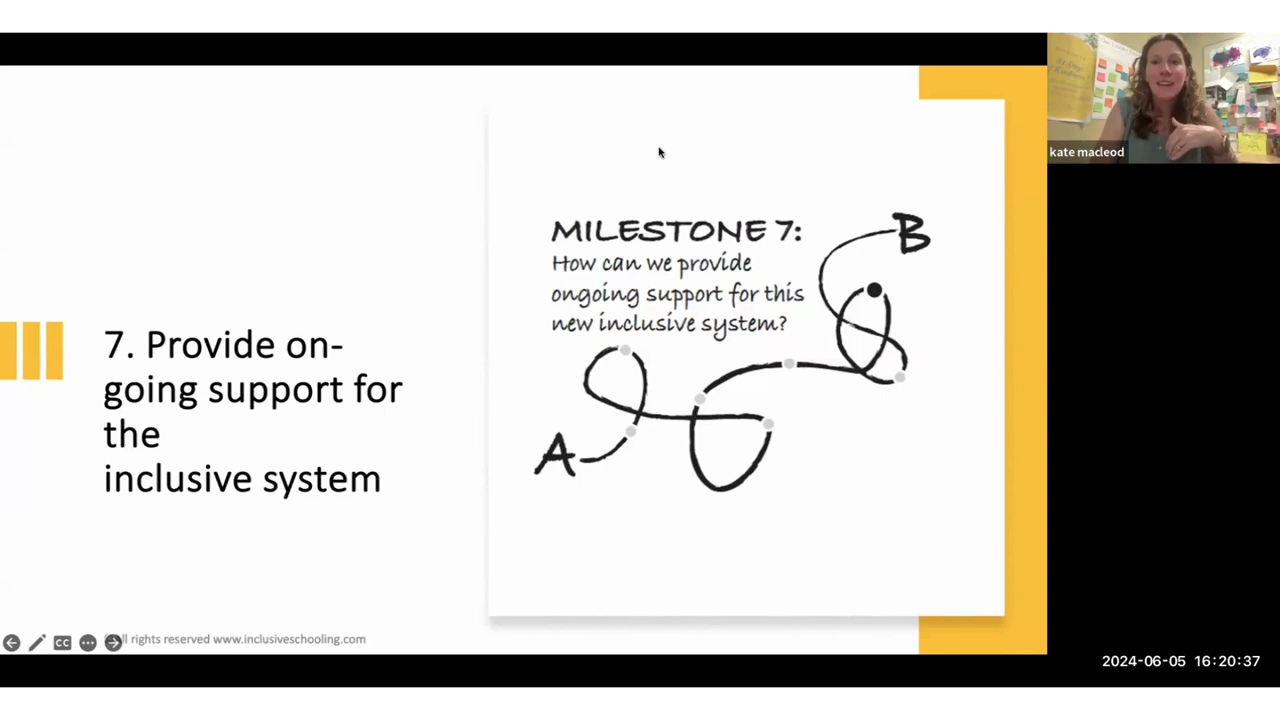 7. Provide on-
going support for
the
inclusive system
MILESTONE 7:
How can we provide
ongoing support for this
new inclusive system?
A
B
ll rights reserved www.inclusiveschooling.com
CC
kate macleod
2024-06-05 16:20:37